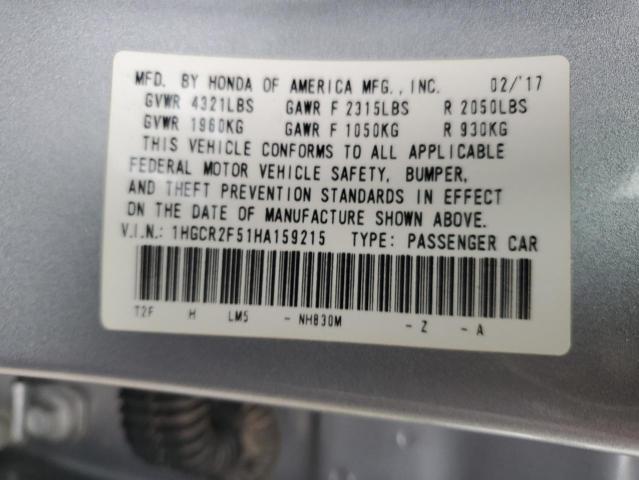 MFD. BY HONDA OF AMERICA MFG., INC. 02/'17
GVWR 4321LBS GAWR F 2315LBS R 2050LBS
GVWR 1960KG GAWR F 1050KG R 930KG
THIS VEHICLE CONFORMS TO ALL APPLICABLE
FEDERAL MOTOR VEHICLE SAFETY, BUMPER,
AND THEFT PREVENTION STANDARDS IN EFFECT
ON THE DATE OF MANUFACTURE SHOWN ABOVE.
V.I.N.: 1HGCR2F51HA159215 TYPE: PASSENGER CAR
T2F H LM5 - NH830M - Z - A